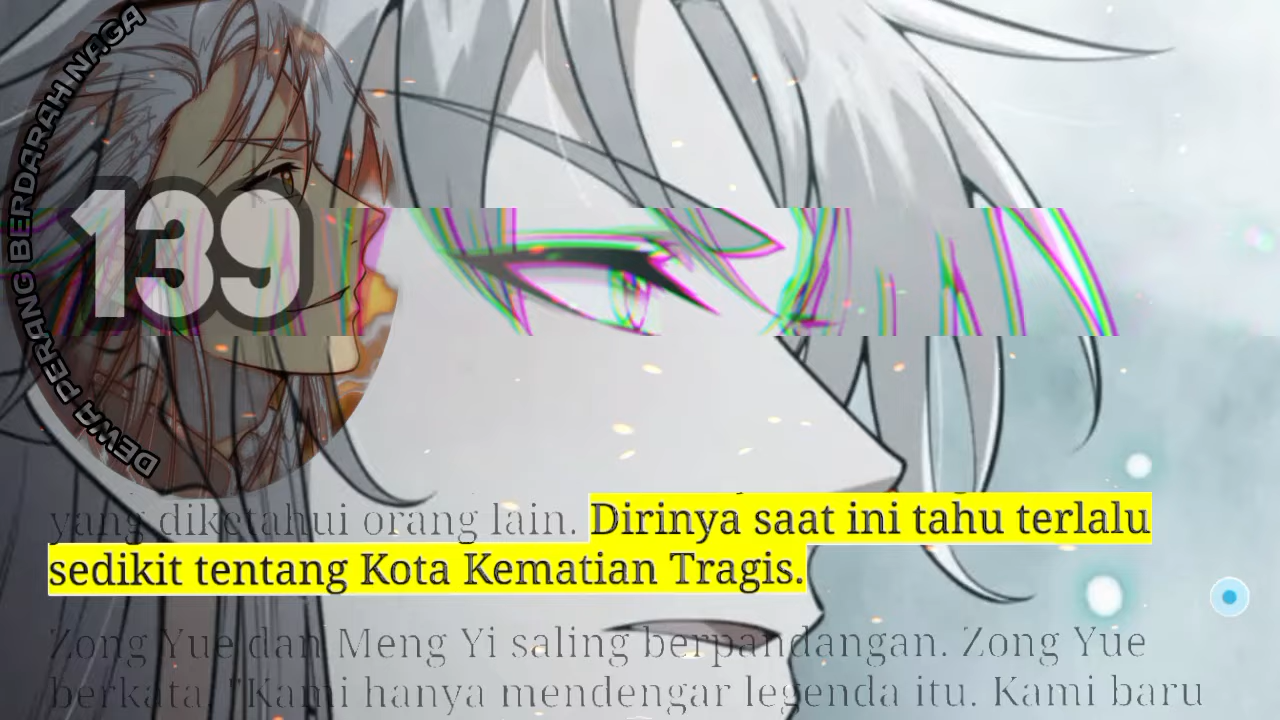 DEWA PERANG BERDARAH NAGA
139
yang diketahui orang lain. Dirinya saat ini tahu terlalu
sedikit tentang Kota Kematian Tragis.
Zong Yue dan Meng Yi saling berpandangan. Zong Yue
berkata, "Kami hanya mendengar legenda itu. Kami baru